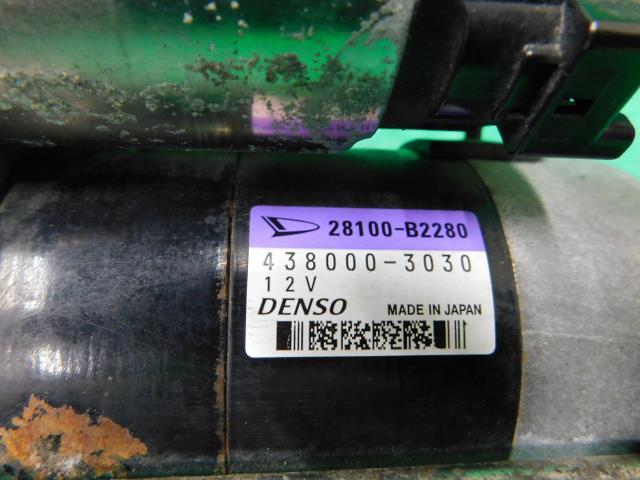 28100-B2280
438000-3030
12V
DENSO MADE IN JAPAN